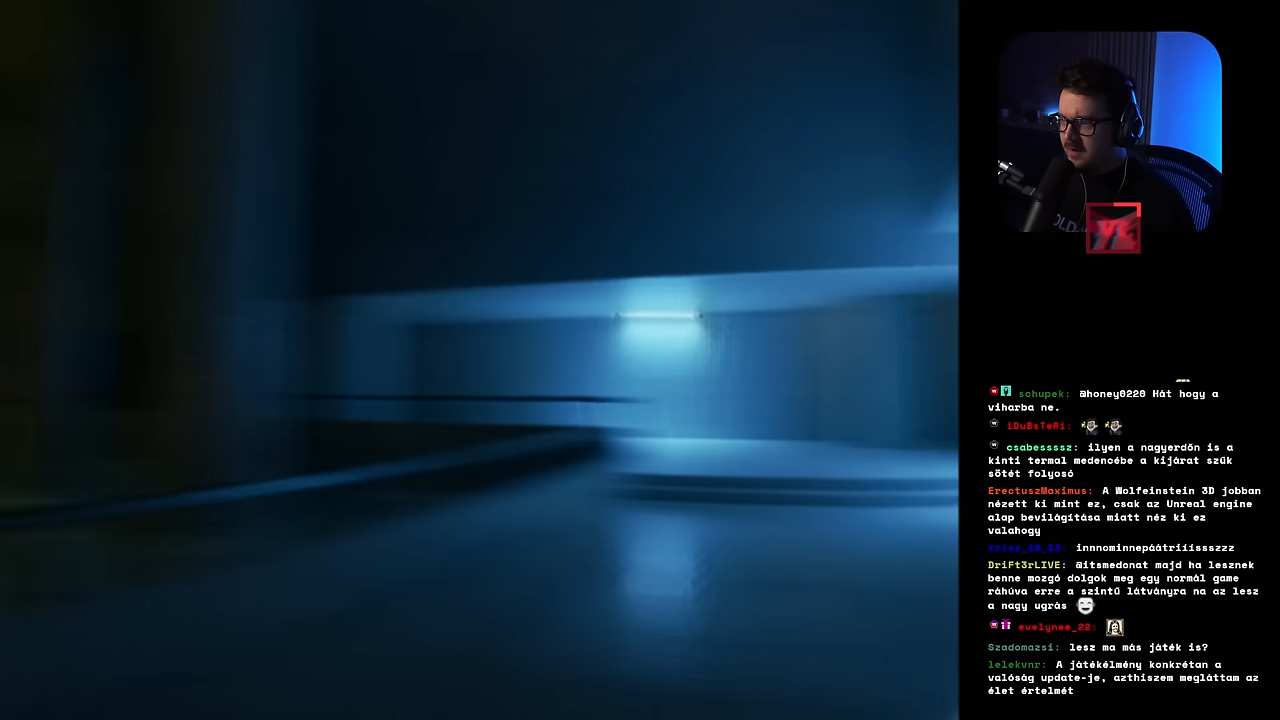 schupek: @honey0220 Hát hogy a
viharba ne.
iDuBsTeRi:
csabessssz: ilyen a nagyerdőn is a
kinti termal medencébe a kijárat szűk
sötét folyosó
ErectuszMaximus: A Wolfeinstein 3D jobban
nézett ki mint ez, csak az Unreal engine
alap bevilágítása miatt néz ki ez
valahogy
innnominnepáátriíissszzz
DriFt3rLIVE: @itsmedonat majd ha lesznek
benne mozgó dolgok meg egy normál game
ráhúva erre a szintű látványra na az lesz
a nagy ugrás
evelynee_22:
Szadomazsi: lesz ma más játék is?
lelekvnr: A játékélmény konkrétan a
valóság update-je, azthiszem megláttam az
élet értelmét